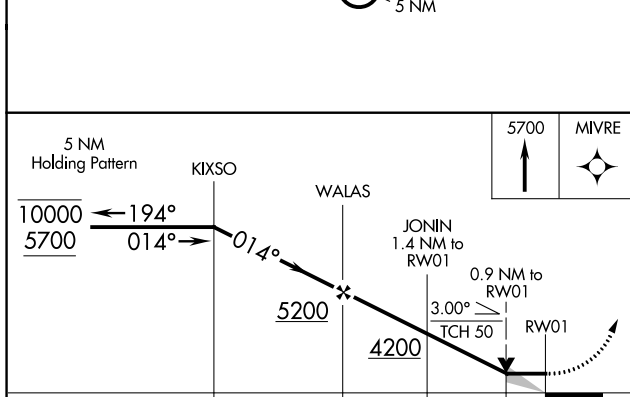 5 NM
5700
MIVRE
5 NM
Holding Pattern
KIXSO
WALAS
JONIN
1.4 NM to
RW01
0.9 NM to
RW01
10000
5700
194°
014°
014°
5200
4200
3.00°
TCH 50
RW01